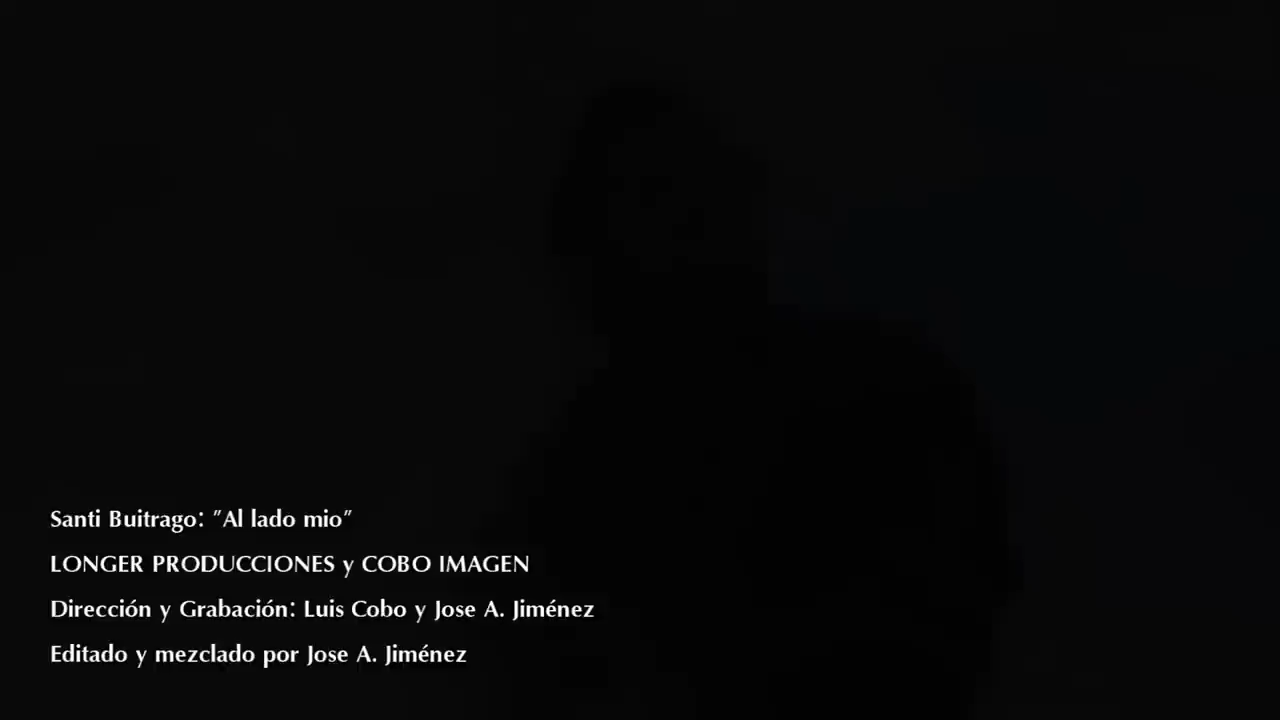 Santi Buitrago: "Al lado mio"
LONGER PRODUCCIONES y COBO IMAGEN
Dirección y Grabación: Luis Cobo y Jose A. Jiménez
Editado y mezclado por Jose A. Jiménez